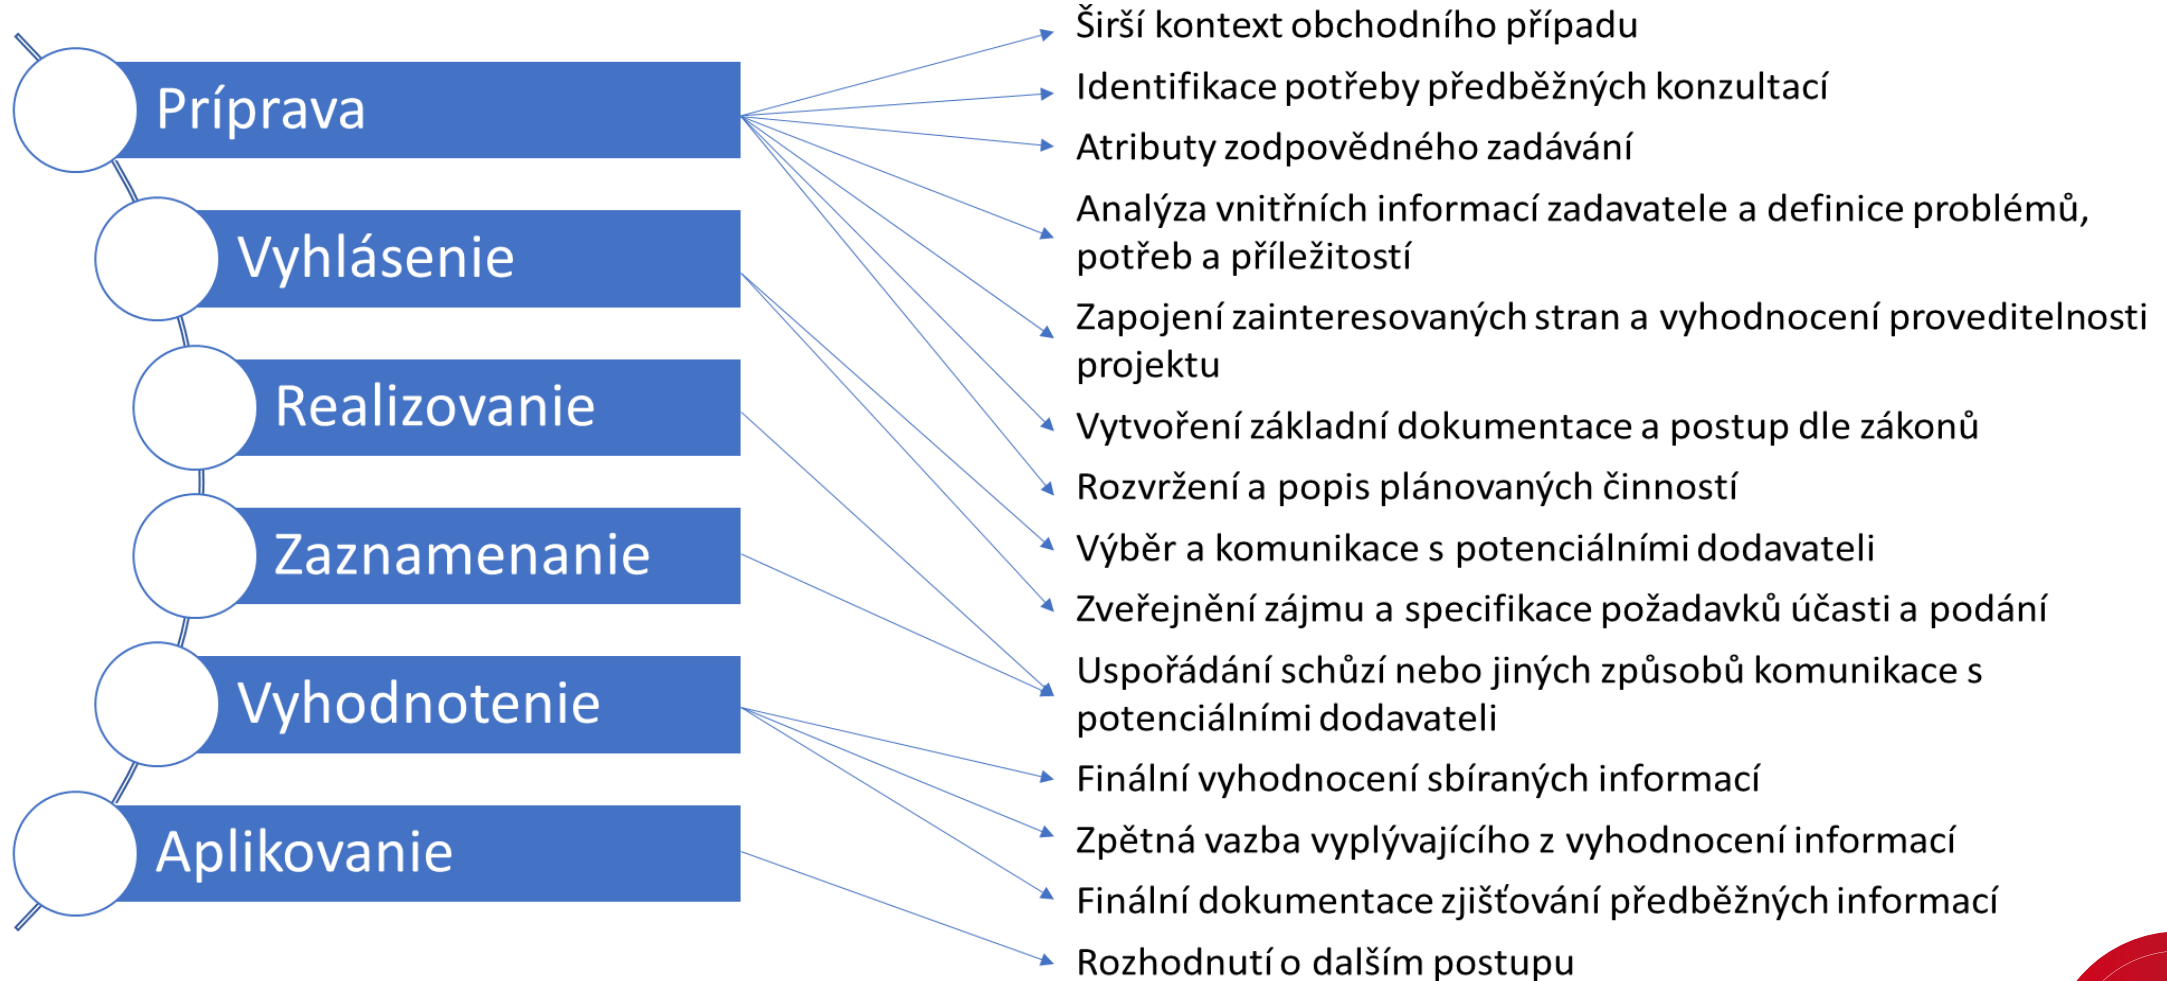 Príprava
Vyhlásenie
Realizovanie
Zaznamenanie
Vyhodnotenie
Aplikovanie
Širší kontext obchodního případu
Identifikace potřeby předběžných konzultací
Atributy zodpovědného zadávání
Analýza vnitřních informací zadavatele a definice problémů,
potřeb a příležitostí
Zapojení zainteresovaných stran a vyhodnocení proveditelnosti
projektu
Vytvoření základní dokumentace a postup dle zákonů
Rozvržení a popis plánovaných činností
Výběr a komunikace s potenciálními dodavateli
Zveřejnění zájmu a specifikace požadavků účasti a podání
Uspořádání schůzí nebo jiných způsobů komunikace s
potenciálními dodavateli
Finální vyhodnocení sbíraných informací
Zpětná vazba vyplývajícího z vyhodnocení informací
Finální dokumentace zjišťování předběžných informací
Rozhodnutí o dalším postupu